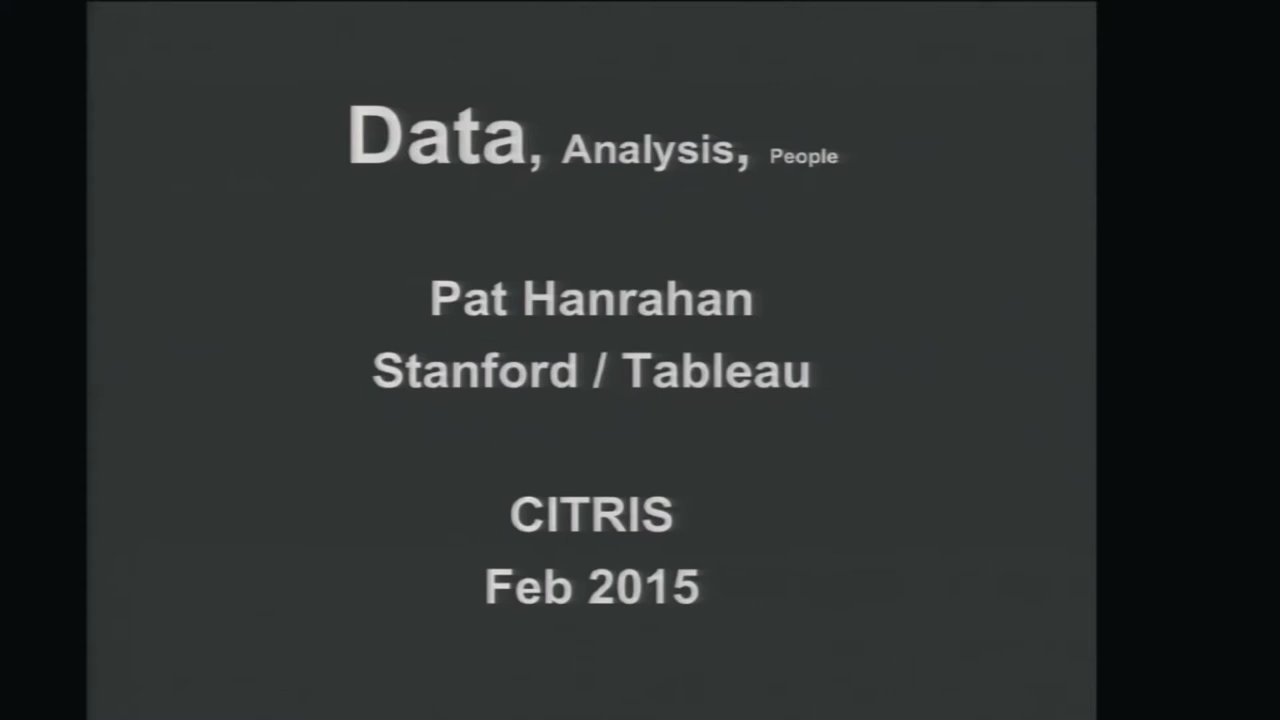 Data, Analysis, People
Pat Hanrahan
Stanford / Tableau
CITRIS
Feb 2015